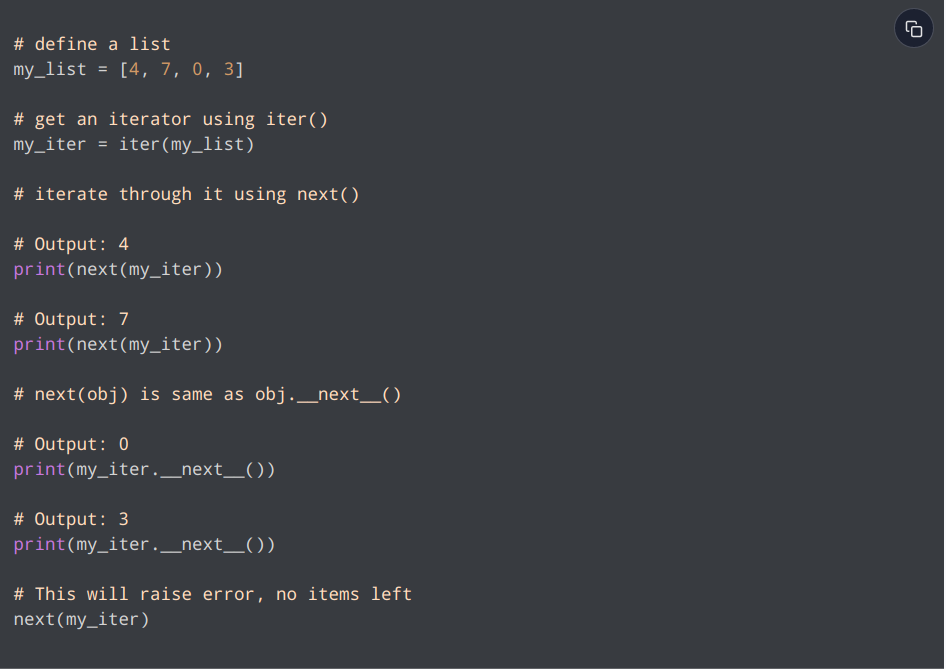 # define a list
my_list = [4, 7, 0, 3]
# get an iterator using iter()
my_iter = iter(my_list)
# iterate through it using next()
# Output: 4
print(next(my_iter))
# Output: 7
print(next(my_iter))
# next(obj) is same as obj.__next__()
# Output: 0
print(my_iter.__next__())
# Output: 3
print(my_iter.__next__())
# This will raise error, no items left
next(my_iter)